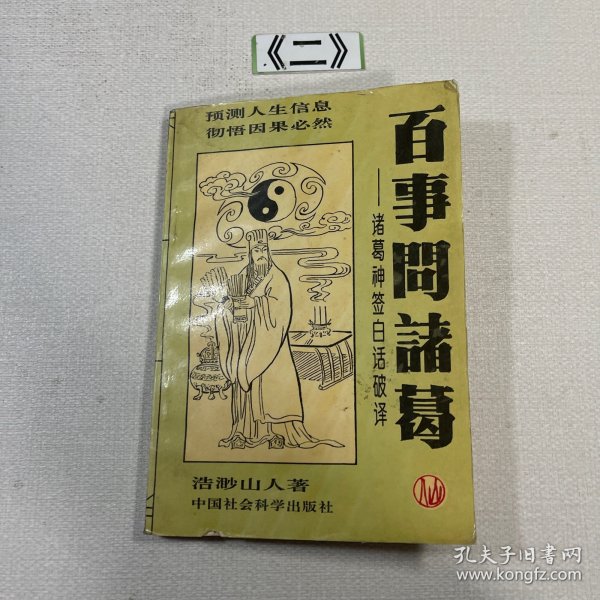 《二》
预测人生信息
彻悟因果必然
百事問諸葛
——诸葛神签白话破译
浩渺山人著
中国社会科学出版社
孔夫子旧书网
www.kongfz.com